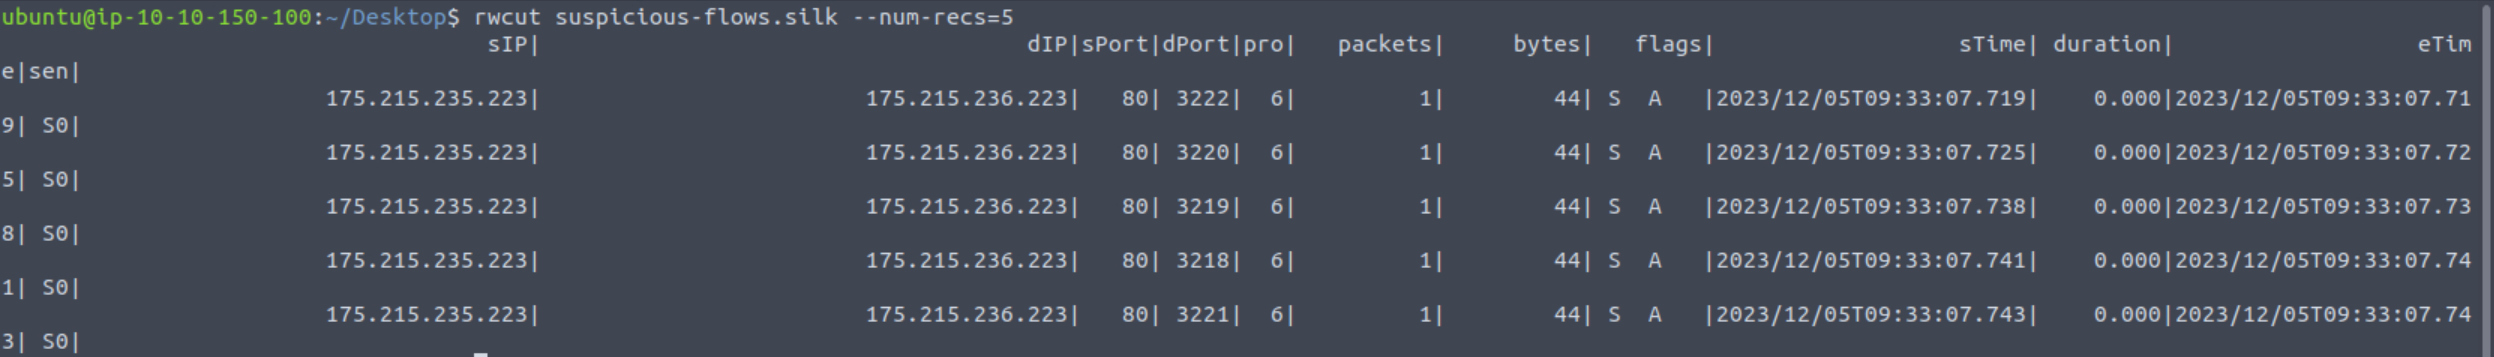 ubuntu@ip-10-10-150-100:~/Desktop$ rwcut suspicious-flows.silk --num-recs=5
                                    sIP|                                    dIP|sPort|dPort|pro|   packets|     bytes|   flags|                  sTime| duration|                  eTim
e|sen|
                        175.215.235.223|                        175.215.236.223|   80| 3222|  6|         1|        44| S  A   |2023/12/05T09:33:07.719|    0.000|2023/12/05T09:33:07.71
9| S0|
                        175.215.235.223|                        175.215.236.223|   80| 3220|  6|         1|        44| S  A   |2023/12/05T09:33:07.725|    0.000|2023/12/05T09:33:07.72
5| S0|
                        175.215.235.223|                        175.215.236.223|   80| 3219|  6|         1|        44| S  A   |2023/12/05T09:33:07.738|    0.000|2023/12/05T09:33:07.73
8| S0|
                        175.215.235.223|                        175.215.236.223|   80| 3218|  6|         1|        44| S  A   |2023/12/05T09:33:07.741|    0.000|2023/12/05T09:33:07.74
1| S0|
                        175.215.235.223|                        175.215.236.223|   80| 3221|  6|         1|        44| S  A   |2023/12/05T09:33:07.743|    0.000|2023/12/05T09:33:07.74
3| S0|